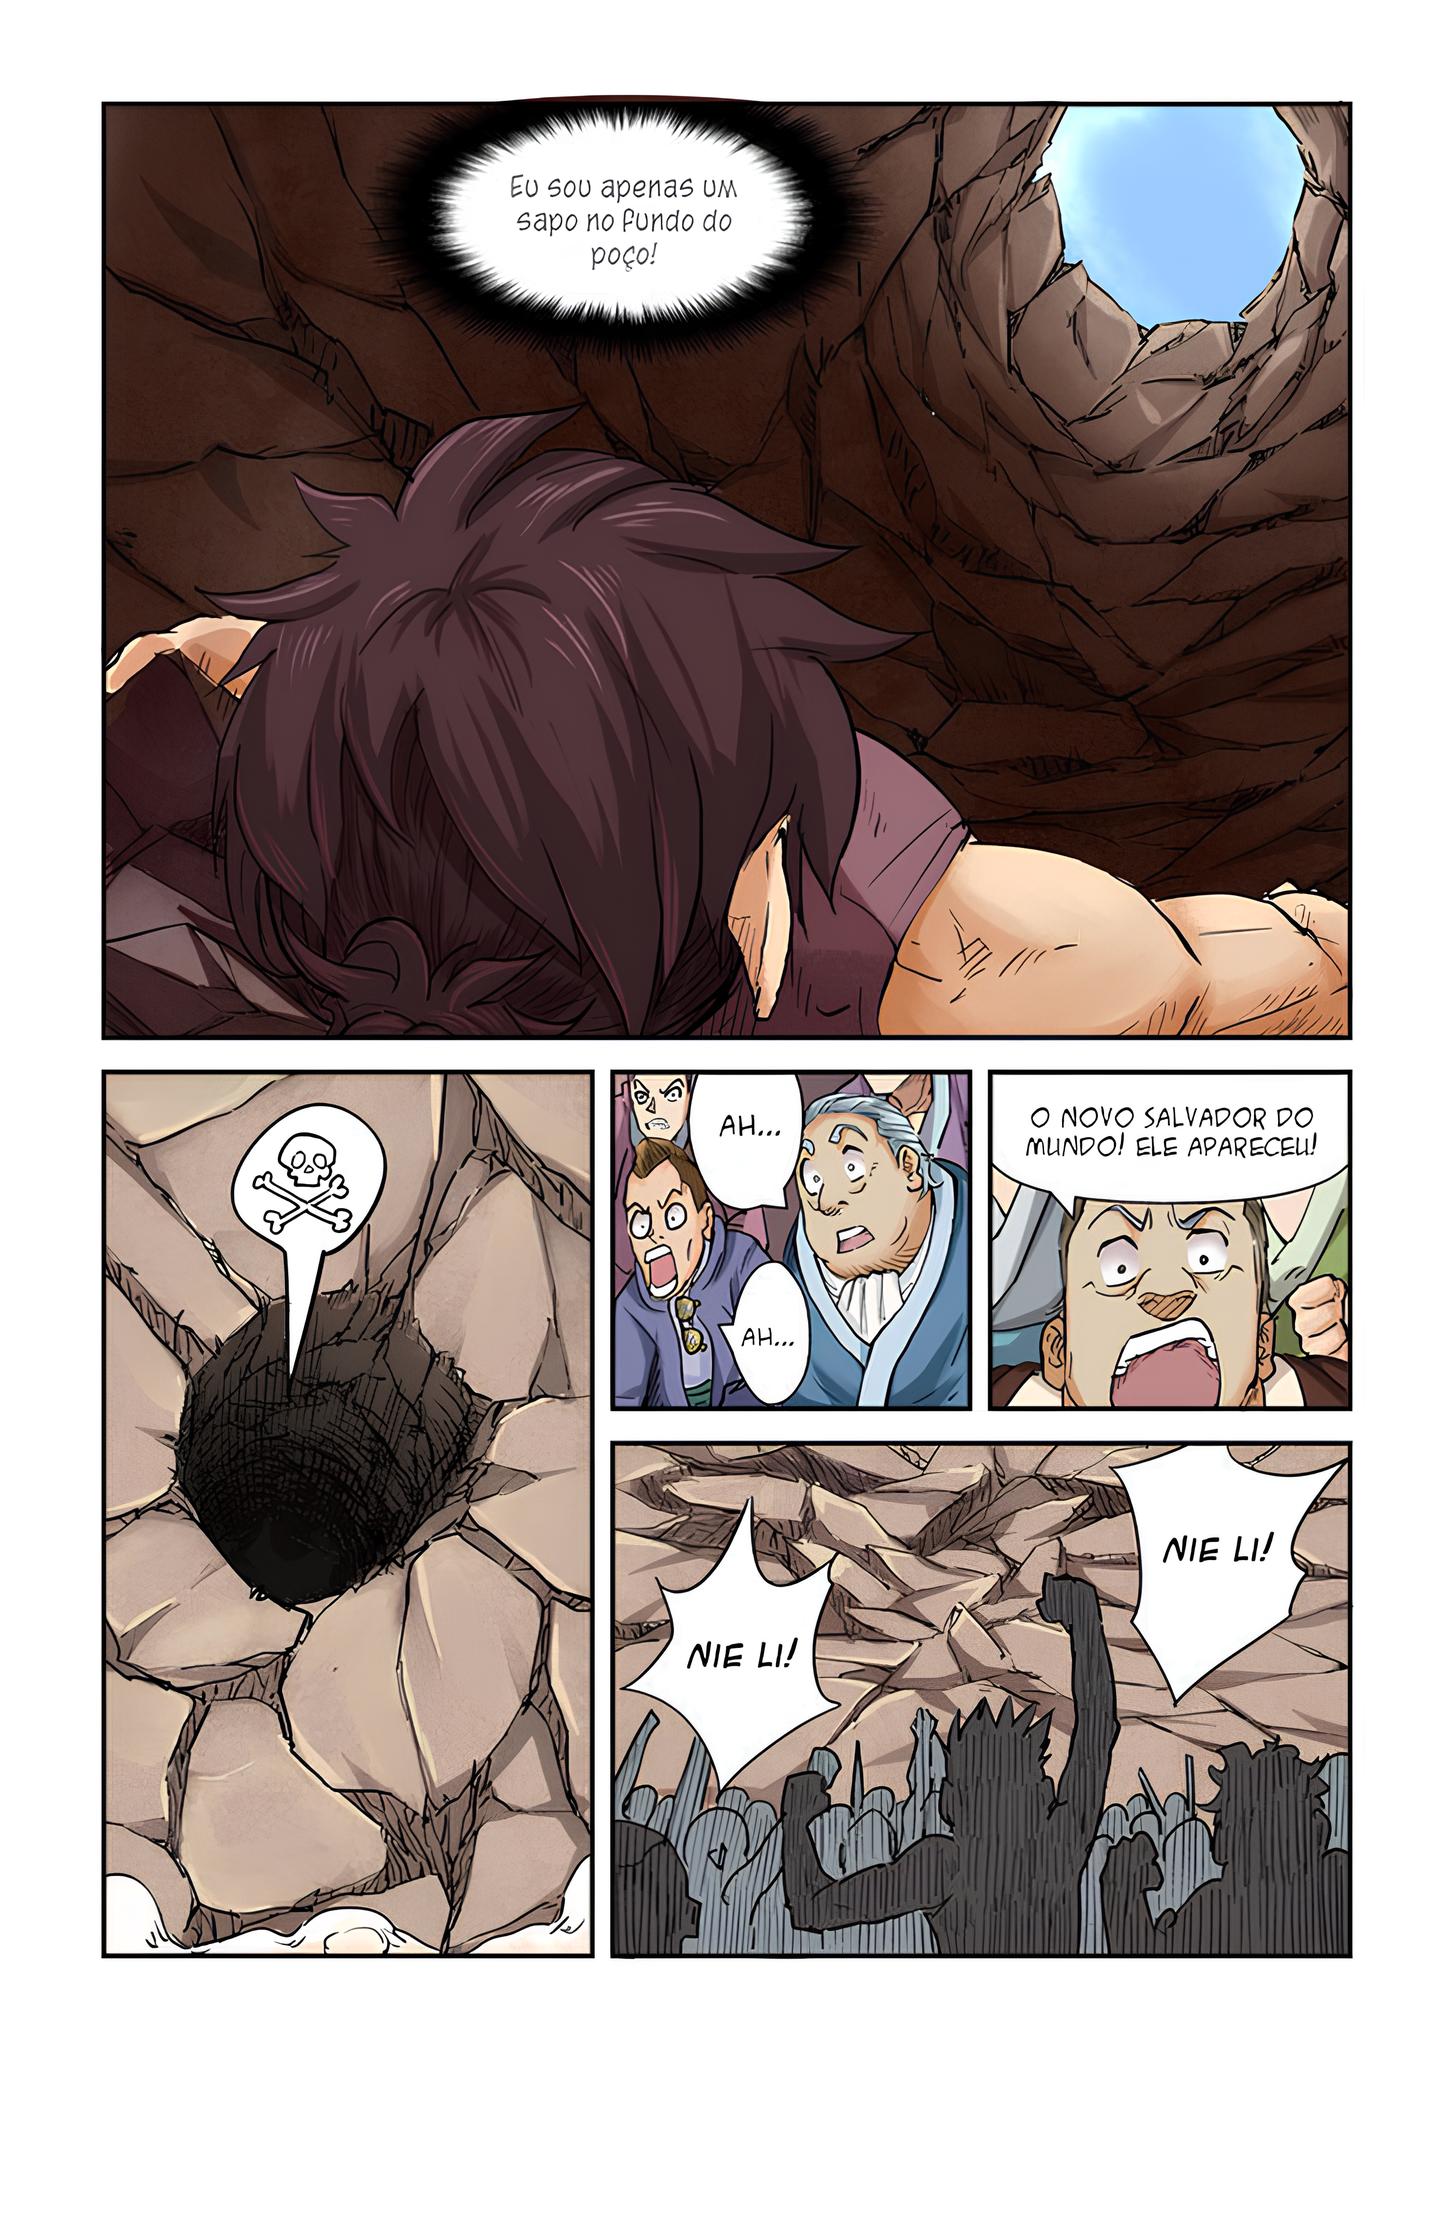 Eu sou apenas um
sapo no fundo do
poço!
AH...
AH...
O NOVO SALVADOR DO
MUNDO! ELE APARECEU!
NIE LI!
NIE LI!